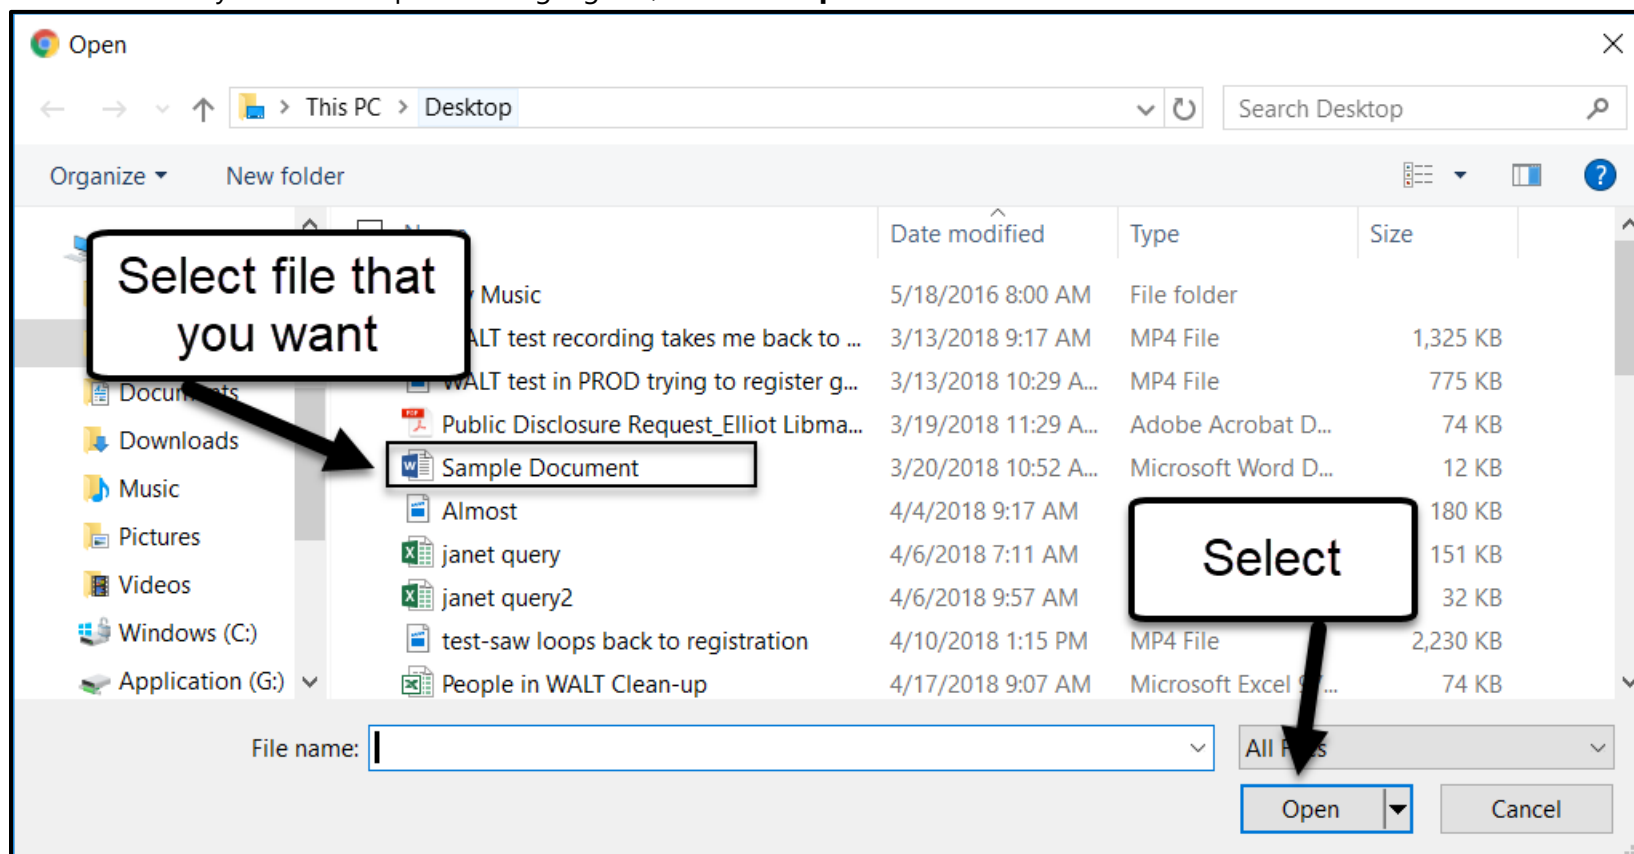 Open
This PC > Desktop
Search Desktop
Organize New folder
Date modified Type Size
Select file that
you want
Music 5/18/2016 8:00 AM File folder
ALT test recording takes me back to ... 3/13/2018 9:17 AM MP4 File 1,325 KB
WALT test in PROD trying to register g... 3/13/2018 10:29 A... MP4 File 775 KB
Public Disclosure Request_Elliot Libma... 3/19/2018 11:29 A... Adobe Acrobat D... 74 KB
Sample Document 3/20/2018 10:52 A... Microsoft Word D... 12 KB
Almost 4/4/2018 9:17 AM 180 KB
janet query 4/6/2018 7:11 AM 151 KB
janet query2 4/6/2018 9:57 AM 32 KB
test-saw loops back to registration 4/10/2018 1:15 PM MP4 File 2,230 KB
People in WALT Clean-up 4/17/2018 9:07 AM Microsoft Excel 74 KB
Documents
Downloads
Music
Pictures
Videos
Windows (C:)
Application (G:)
Select
File name:
All Files
Open Cancel